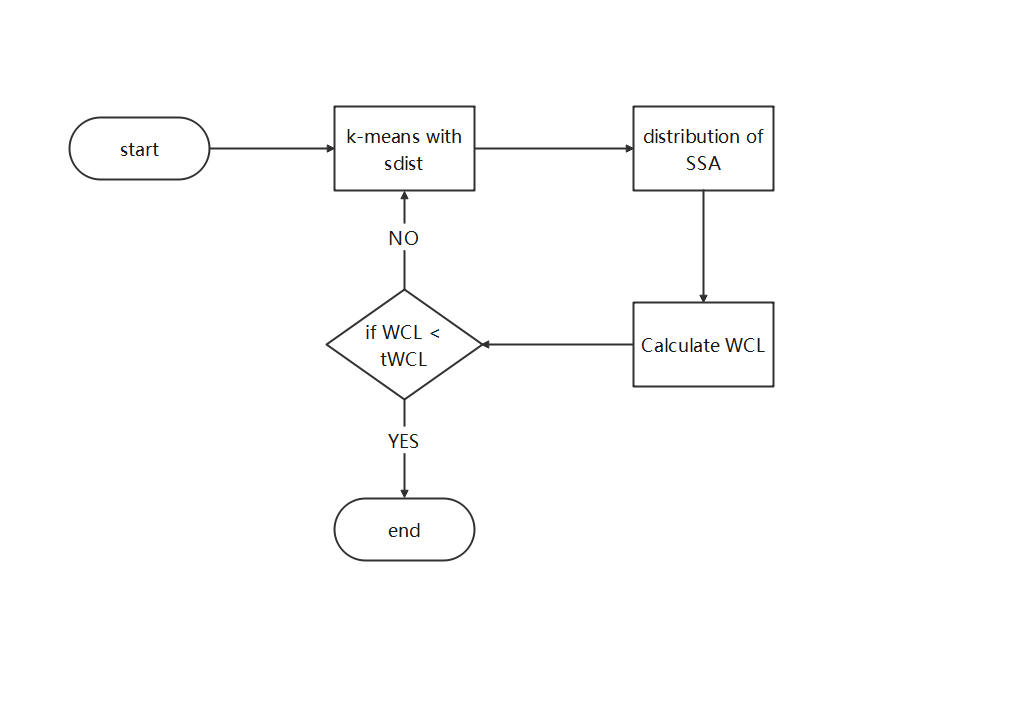 start
k-means with
sdist
distribution of
SSA
NO
if WCL <
tWCL
Calculate WCL
YES
end